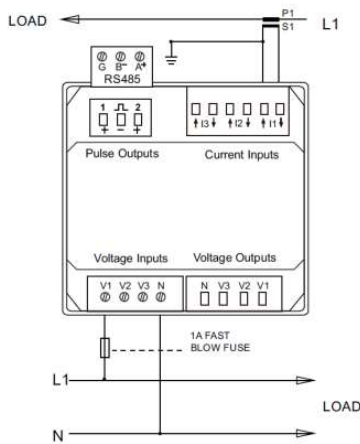 P1
LOAD
L1
S1
G B- A+
RS485
1 2
+ - +
I3 I2 I1
Pulse Outputs
Current Inputs
Voltage Inputs
Voltage Outputs
V1 V2 V3 N
N V3 V2 V1
1A FAST
BLOW FUSE
L1
LOAD
N